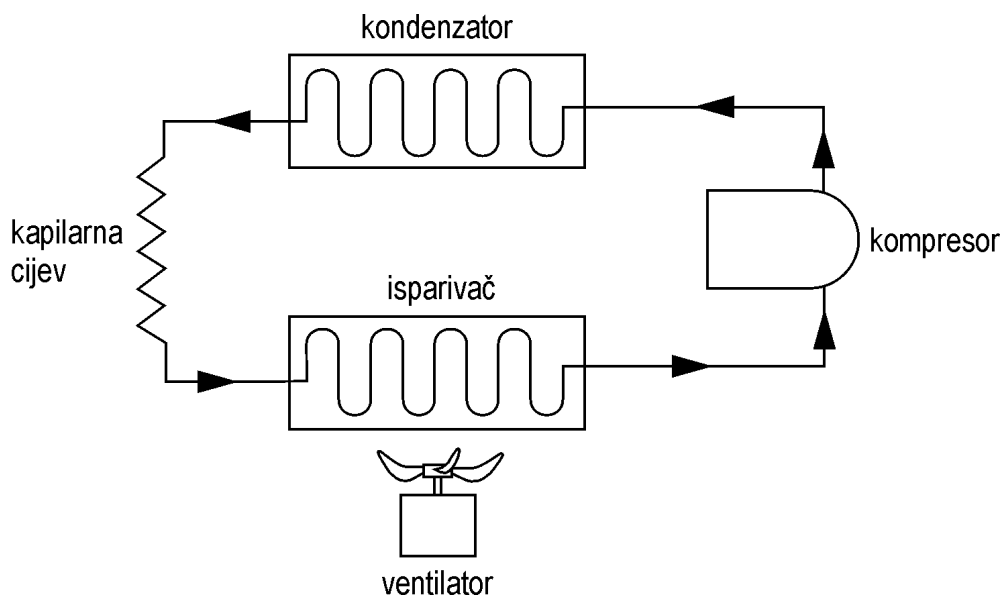 kondenzator
kapilarna
cijev
kompresor
isparivač
ventilator